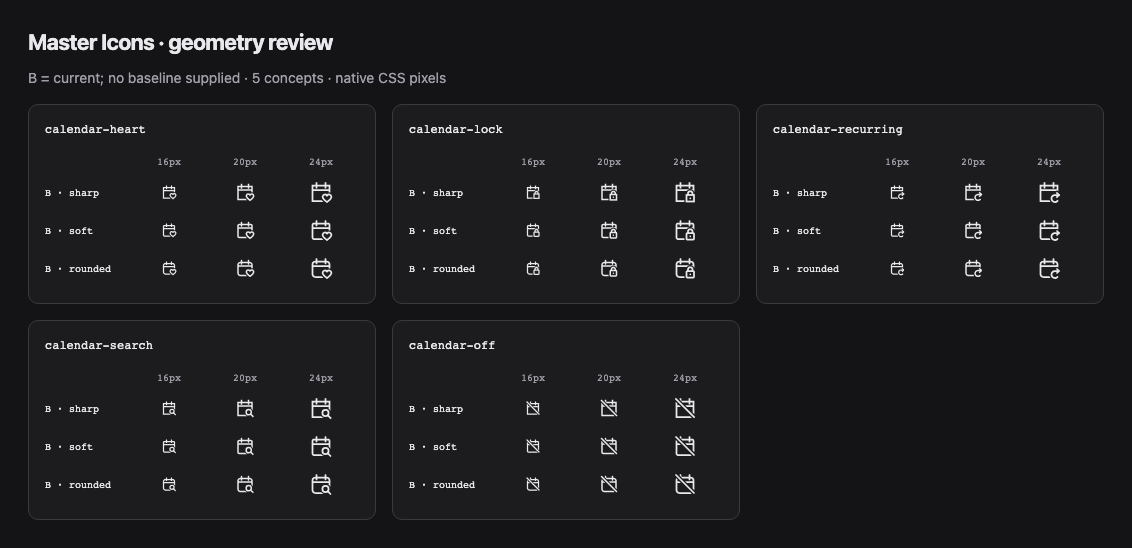 Master Icons · geometry review
B = current; no baseline supplied · 5 concepts · native CSS pixels
calendar-heart
16px 20px 24px
B · sharp
B · soft
B · rounded
calendar-lock
16px 20px 24px
B · sharp
B · soft
B · rounded
calendar-recurring
16px 20px 24px
B · sharp
B · soft
B · rounded
calendar-search
16px 20px 24px
B · sharp
B · soft
B · rounded
calendar-off
16px 20px 24px
B · sharp
B · soft
B · rounded